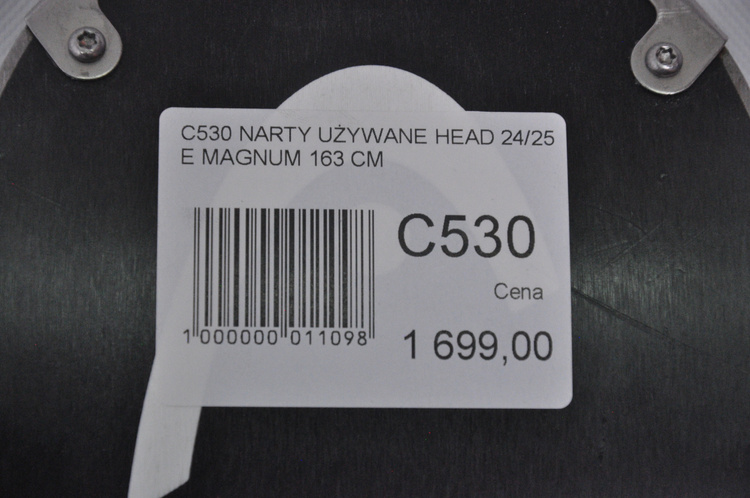 C530 NARTY UŻYWANE HEAD 24/25
E MAGNUM 163 CM
C530
Cena
1 699,00
1 000000 011098